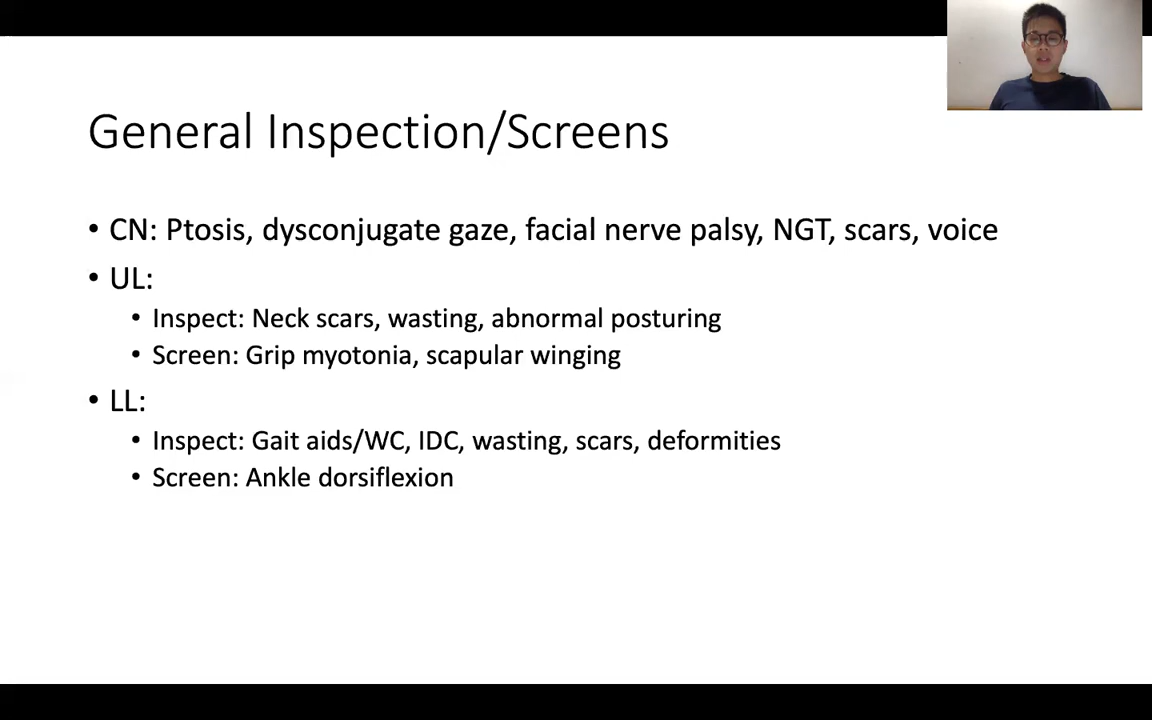 General Inspection/Screens
• CN: Ptosis, dysconjugate gaze, facial nerve palsy, NGT, scars, voice
• UL:
• Inspect: Neck scars, wasting, abnormal posturing
• Screen: Grip myotonia, scapular winging
• LL:
• Inspect: Gait aids/WC, IDC, wasting, scars, deformities
• Screen: Ankle dorsiflexion